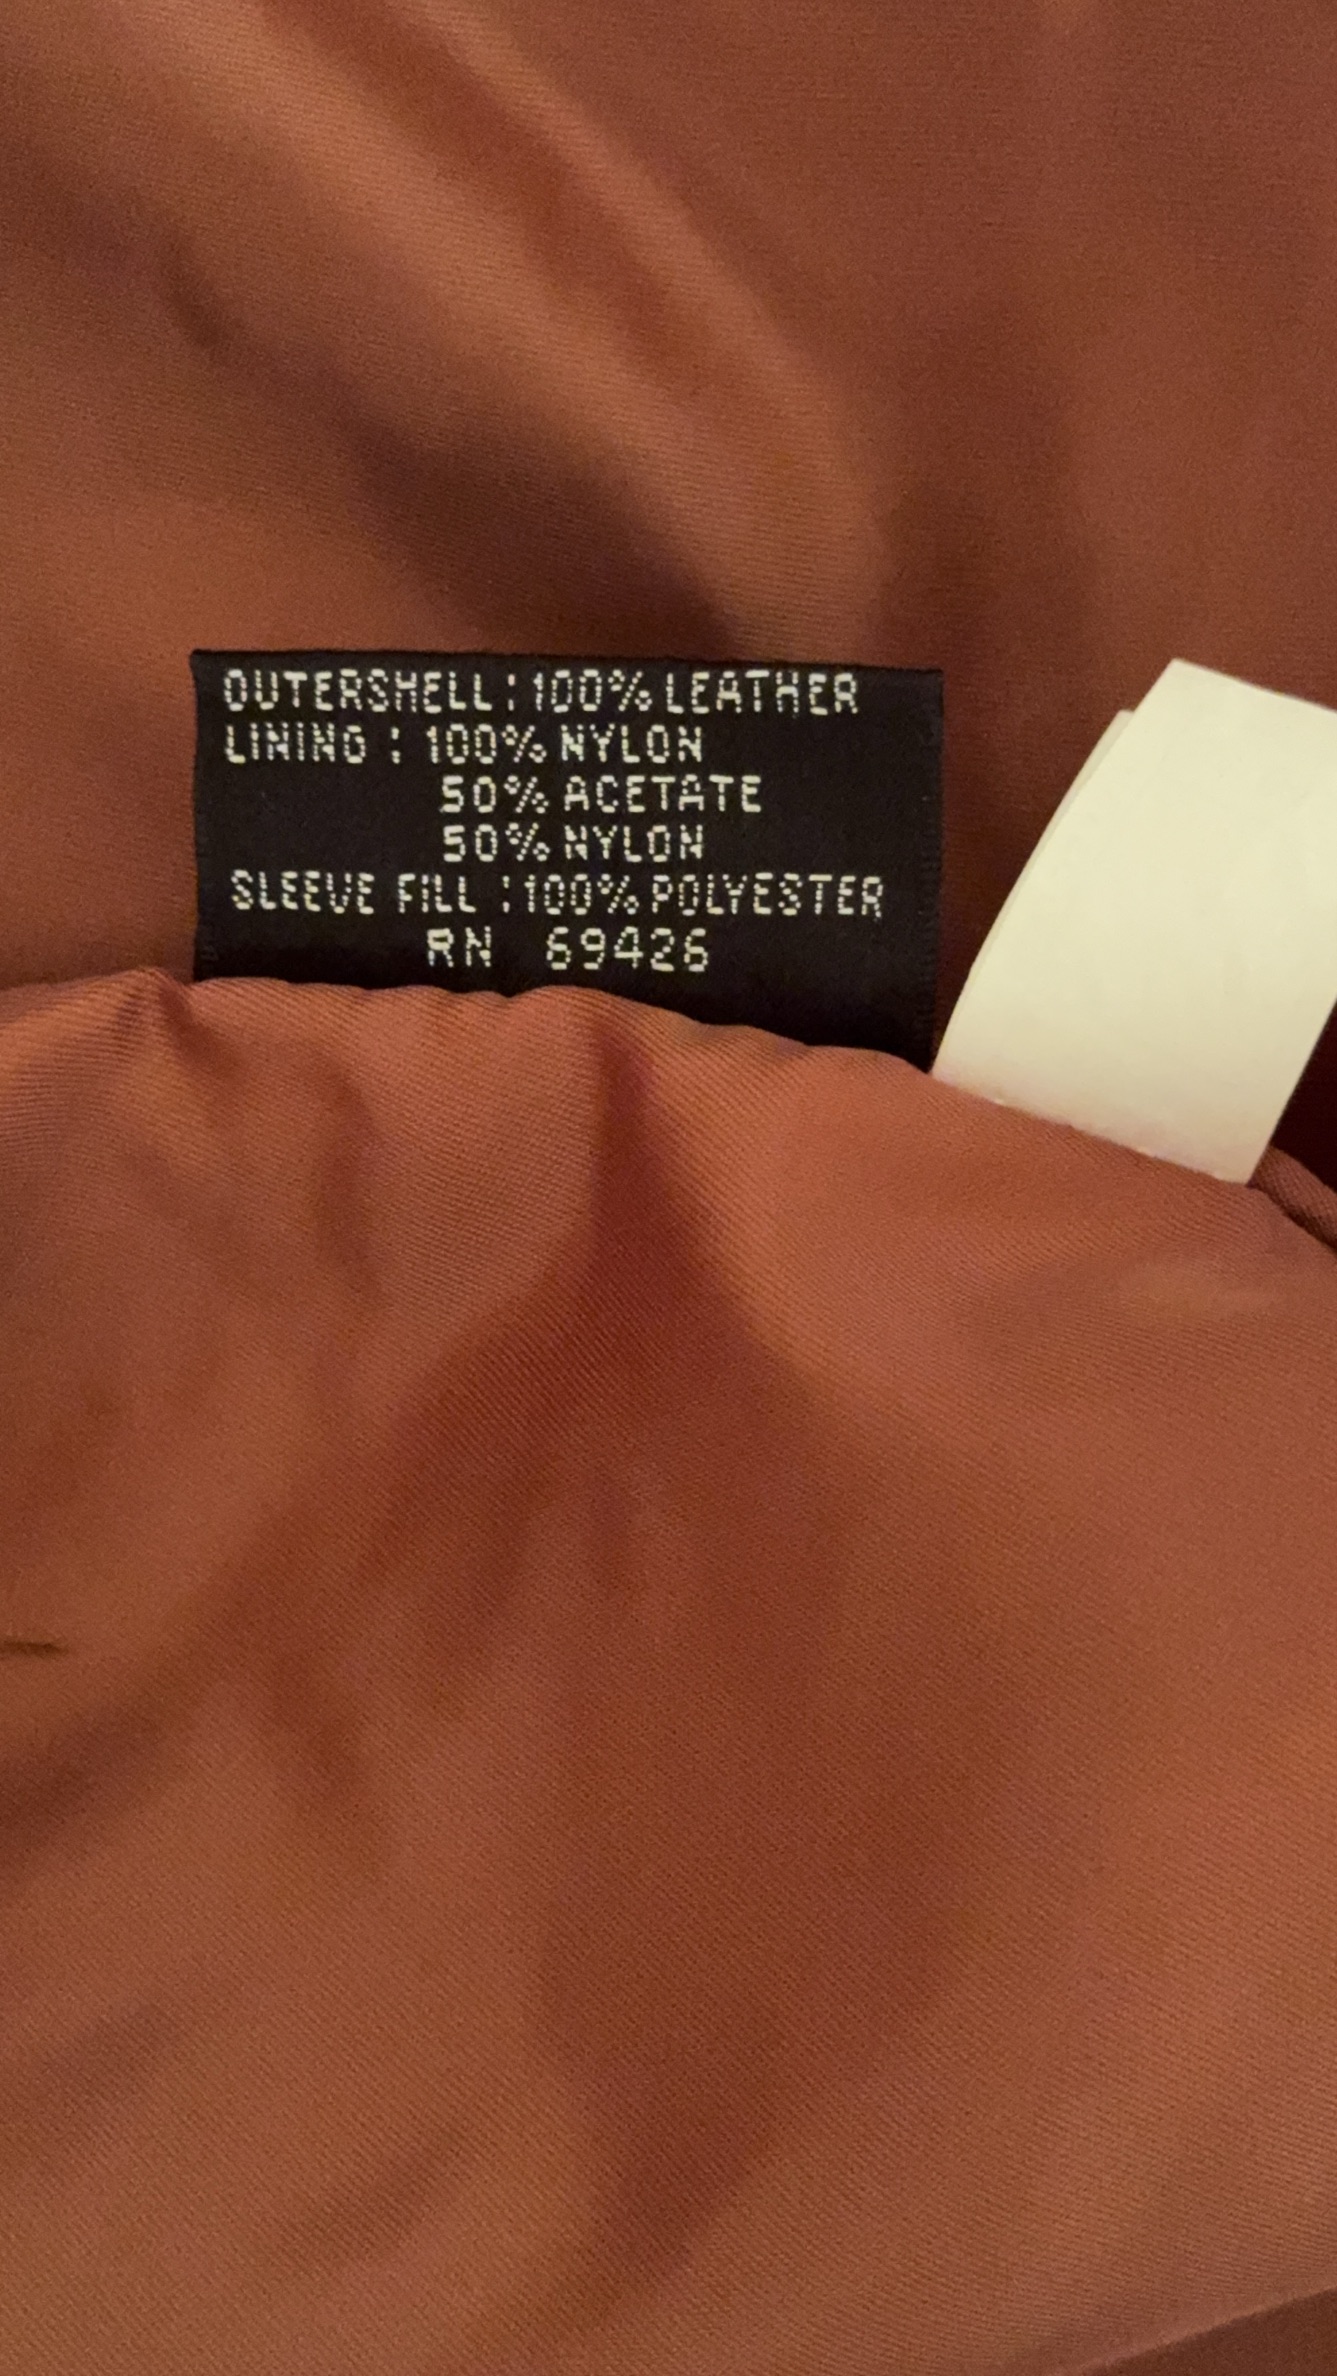 OUTERSHELL:100% LEATHER
LINING : 100% NYLON
50% ACETATE
50% NYLON
SLEEVE FILL :100% POLYESTER
RN 69426